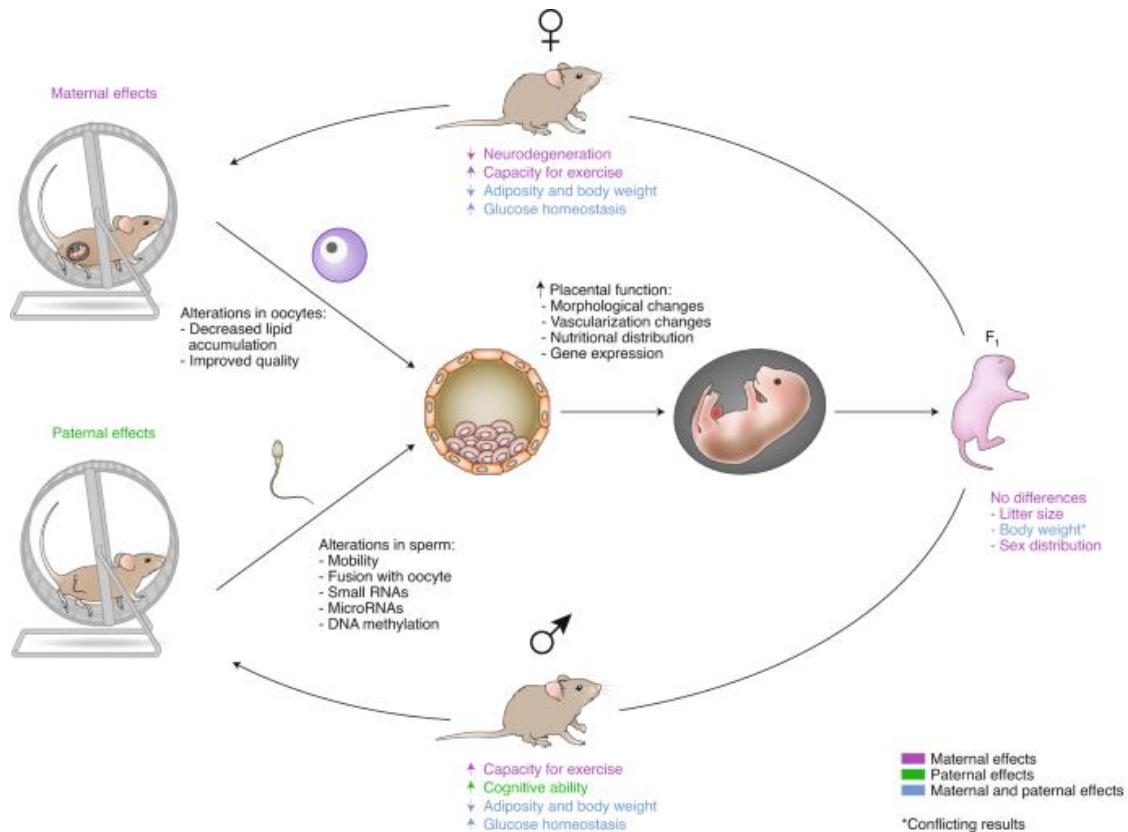 Maternal effects
↓ Neurodegeneration
↑ Capacity for exercise
↓ Adiposity and body weight
↑ Glucose homeostasis
Alterations in oocytes:
- Decreased lipid
accumulation
- Improved quality
↑ Placental function:
- Morphological changes
- Vascularization changes
- Nutritional distribution
- Gene expression
F1
Paternal effects
No differences
- Litter size
- Body weight*
- Sex distribution
Alterations in sperm:
- Mobility
- Fusion with oocyte
- Small RNAs
- MicroRNAs
- DNA methylation
↑ Capacity for exercise
↑ Cognitive ability
↓ Adiposity and body weight
↑ Glucose homeostasis
Maternal effects
Paternal effects
Maternal and paternal effects
*Conflicting results